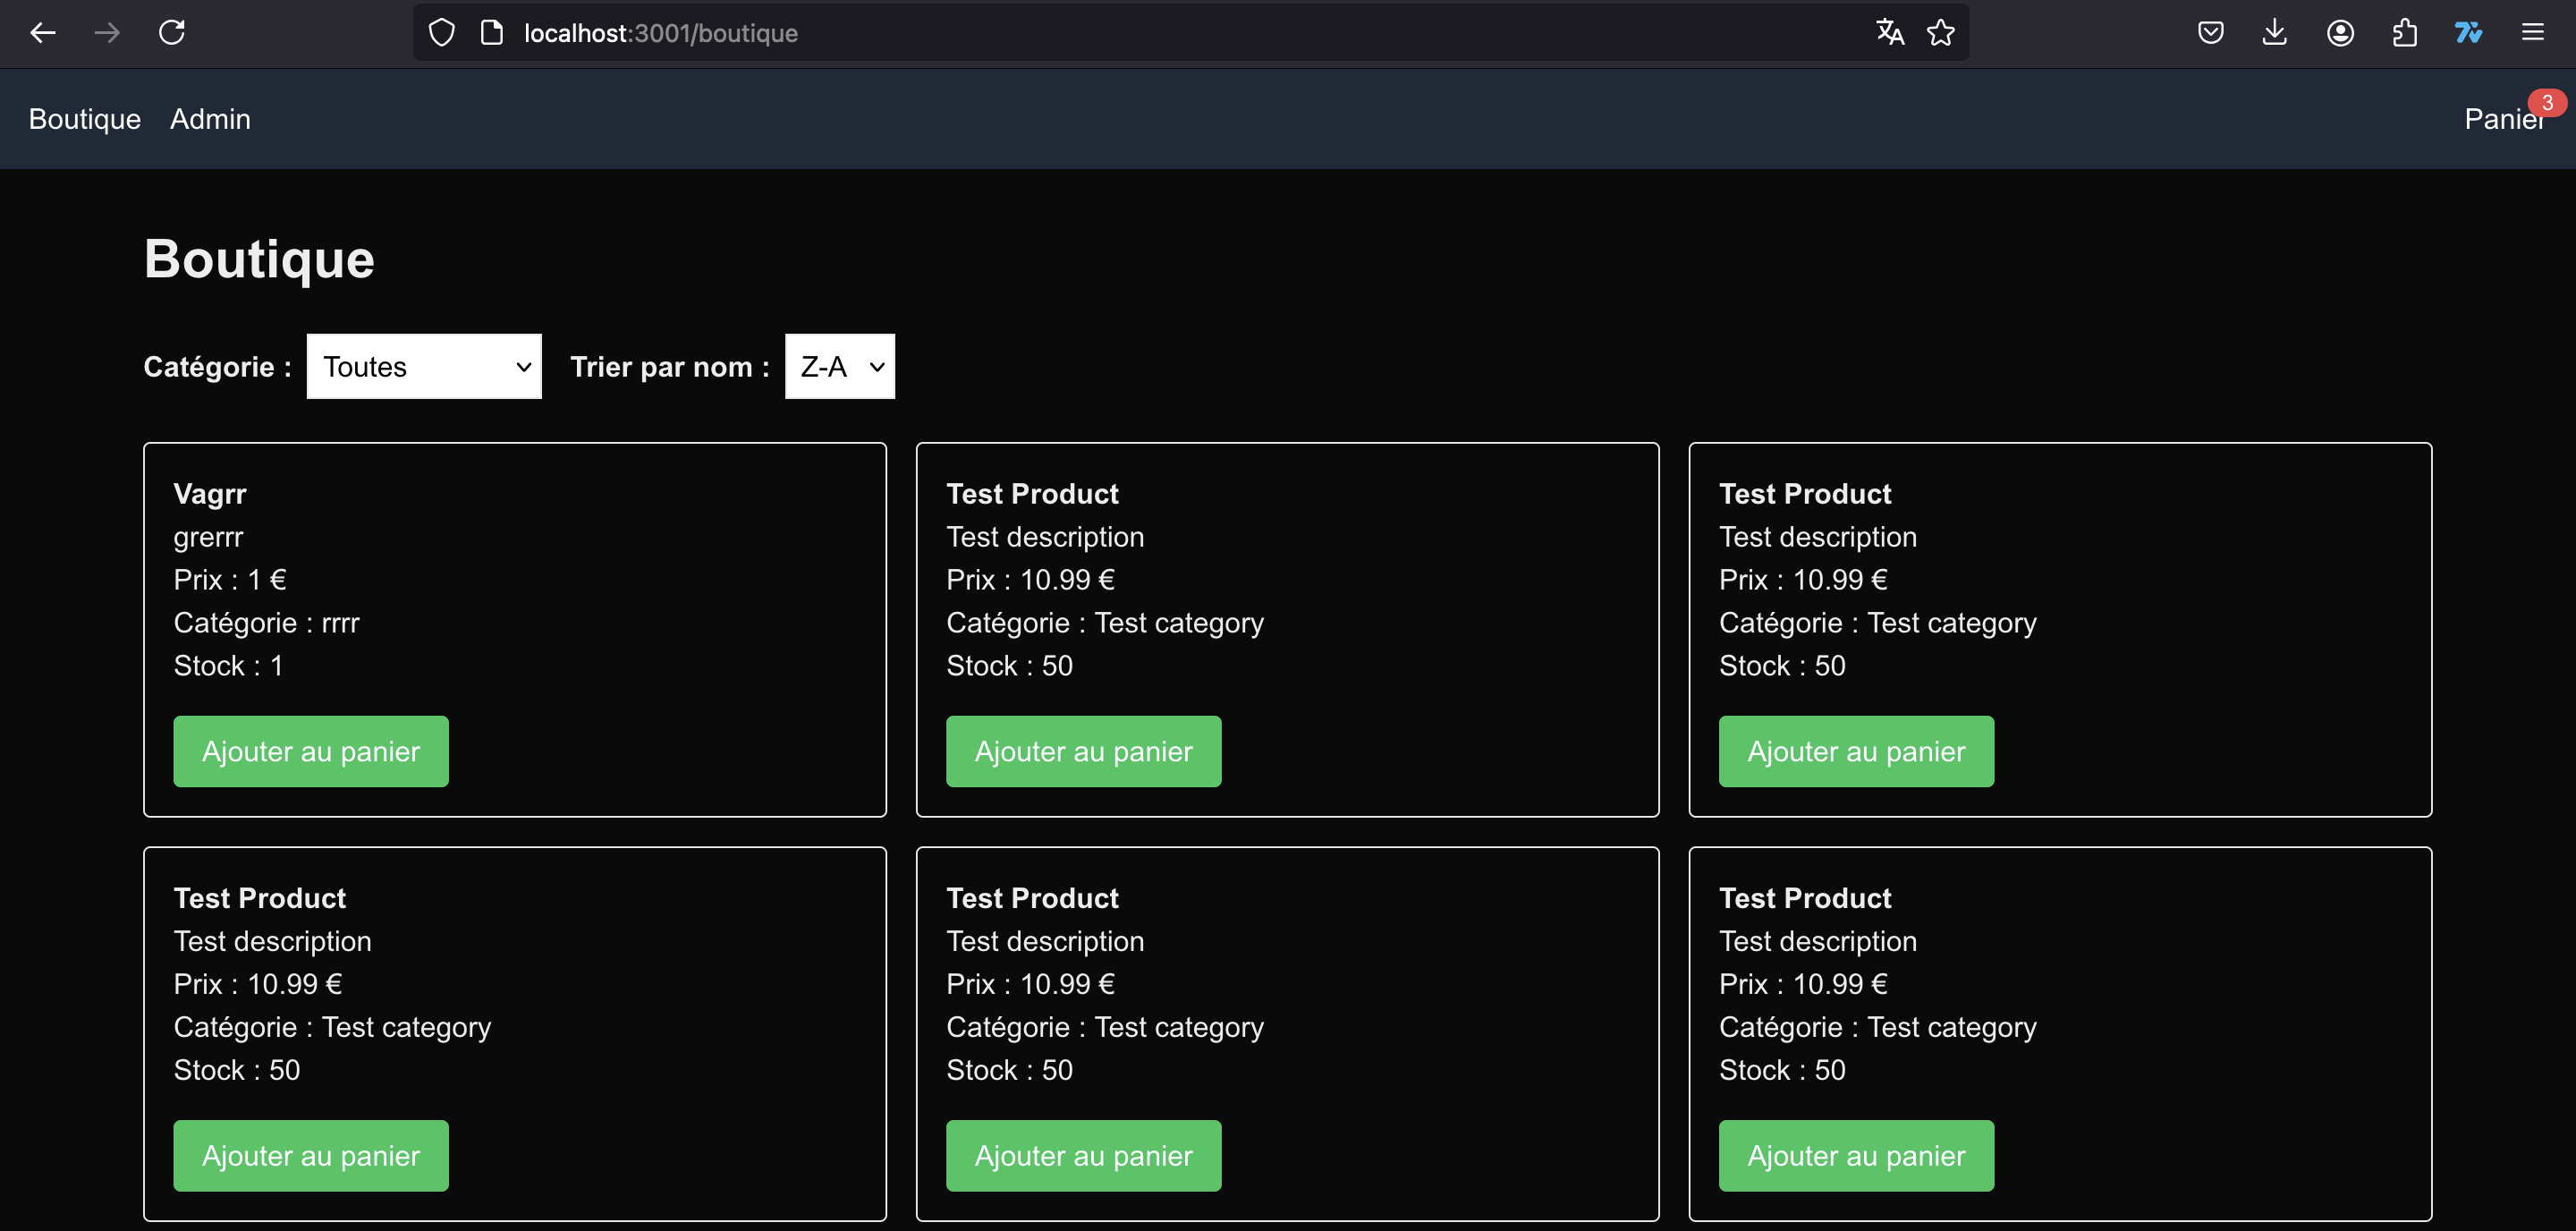 localhost:3001/boutique
Boutique Admin Panier 3
Boutique
Catégorie : Toutes Trier par nom : Z-A
Vagrr
grerrr
Prix : 1 €
Catégorie : rrrr
Stock : 1
Ajouter au panier
Test Product
Test description
Prix : 10.99 €
Catégorie : Test category
Stock : 50
Ajouter au panier
Test Product
Test description
Prix : 10.99 €
Catégorie : Test category
Stock : 50
Ajouter au panier
Test Product
Test description
Prix : 10.99 €
Catégorie : Test category
Stock : 50
Ajouter au panier
Test Product
Test description
Prix : 10.99 €
Catégorie : Test category
Stock : 50
Ajouter au panier
Test Product
Test description
Prix : 10.99 €
Catégorie : Test category
Stock : 50
Ajouter au panier